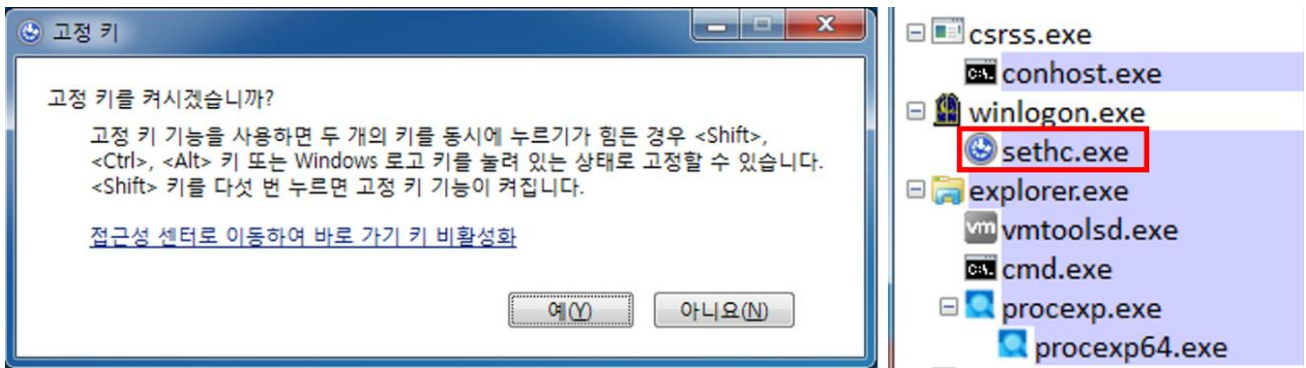 고정 키
고정 키를 켜시겠습니까?
고정 키 기능을 사용하면 두 개의 키를 동시에 누르기가 힘든 경우 <Shift>,
<Ctrl>, <Alt> 키 또는 Windows 로고 키를 눌려 있는 상태로 고정할 수 있습니다.
<Shift> 키를 다섯 번 누르면 고정 키 기능이 켜집니다.
접근성 센터로 이동하여 바로 가기 키 비활성화
예(Y)
아니요(N)
csrss.exe
conhost.exe
winlogon.exe
sethc.exe
explorer.exe
vmtoolsd.exe
cmd.exe
procexp.exe
procexp64.exe